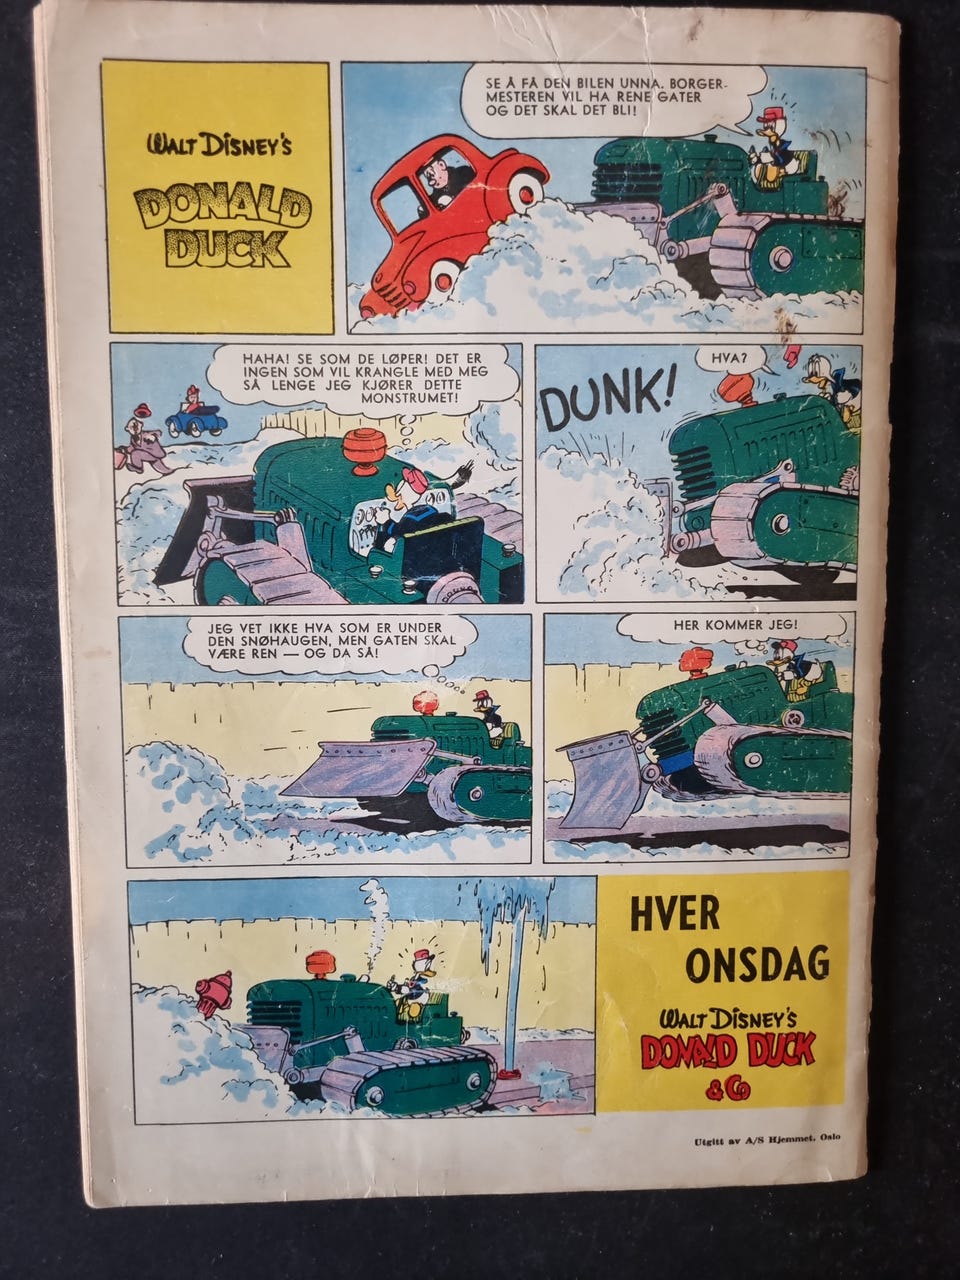 WALT DISNEY'S
DONALD
DUCK
SE Å FÅ DEN BILEN UNNA. BORGER-
MESTEREN VIL HA RENE GATER
OG DET SKAL DET BLI!
HAHA! SE SOM DE LØPER! DET ER
INGEN SOM VIL KRANGLE MED MEG
SÅ LENGE JEG KJØRER DETTE
MONSTRUMET!
DUNK!
HVA?
JEG VET IKKE HVA SOM ER UNDER
DEN SNØHAUGEN, MEN GATEN SKAL
VÆRE REN — OG DA SÅ!
HER KOMMER JEG!
HVER
ONSDAG
WALT DISNEY'S
DONALD DUCK
& Co
Utgitt av A/S Hjemmet, Oslo